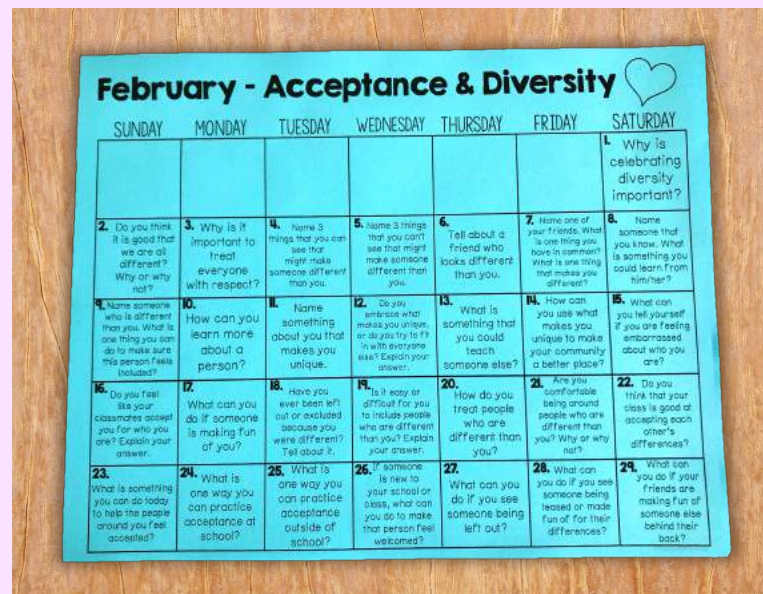 February - Acceptance & Diversity
SUNDAY MONDAY TUESDAY WEDNESDAY THURSDAY FRIDAY SATURDAY
1. Why is
celebrating
diversity
important?
2. Do you think
it is good that
we are all
different?
Why or why
not?
3. Why is it
important to
treat
everyone
with respect?
4. Name 3
things that you can
see that
might make
someone different
than you.
5. Name 3 things
that you can't
see that might
make someone
different than
you.
6.
Tell about a
friend who
looks different
than you.
7. Name one of
your friends. What
is one thing you
have in common?
What is one thing
that makes you
different?
8. Name
someone that
you know. What
is something you
could learn from
him/her?
9. Name someone
who is different
than you. What is
one thing you can
do to make sure
this person feels
included?
10.
How can you
learn more
about a
person?
11. Name
something
about you that
makes you
unique.
12. Do you
embrace what
makes you unique,
or do you try to fit
in with everyone
else? Explain your
answer.
13. What is
something that
you could
teach
someone else?
14. How can
you use what
makes you
unique to make
your community
a better place?
15. What can
you tell yourself
if you are feeling
embarrassed
about who you
are?
16. Do you feel
like your
classmates accept
you for who you
are? Explain your
answer.
17.
What can you
do if someone
is making fun
of you?
18. Have you
ever been left
out or excluded
because you
were different?
Tell about it.
19. Is it easy or
difficult for you
to include people
who are different
than you? Explain
your answer.
20.
How do you
treat people
who are
different than
you?
21. Are you
comfortable
being around
people who are
different than
you? Why or why
not?
22. Do you
think that your
class is good at
accepting each
other's
differences?
23.
What is something
you can do today
to help the people
around you feel
accepted?
24. What is
one way you
can practice
acceptance at
school?
25. What is
one way you
can practice
acceptance
outside of
school?
26. If someone
is new to
your school or
class, what can
you do to make
that person feel
welcomed?
27.
What can you
do if you see
someone being
left out?
28. What can
you do if you see
someone being
teased or made
fun of for their
differences?
29. What can
you do if your
friends are
making fun of
someone else
behind their
back?